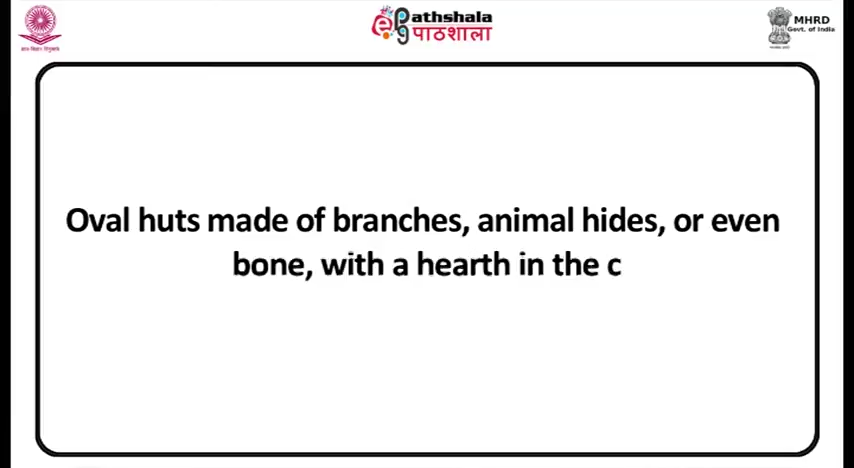 ePathshala
पाठशाला
MHRD
Govt. of India
Oval huts made of branches, animal hides, or even
bone, with a hearth in the c